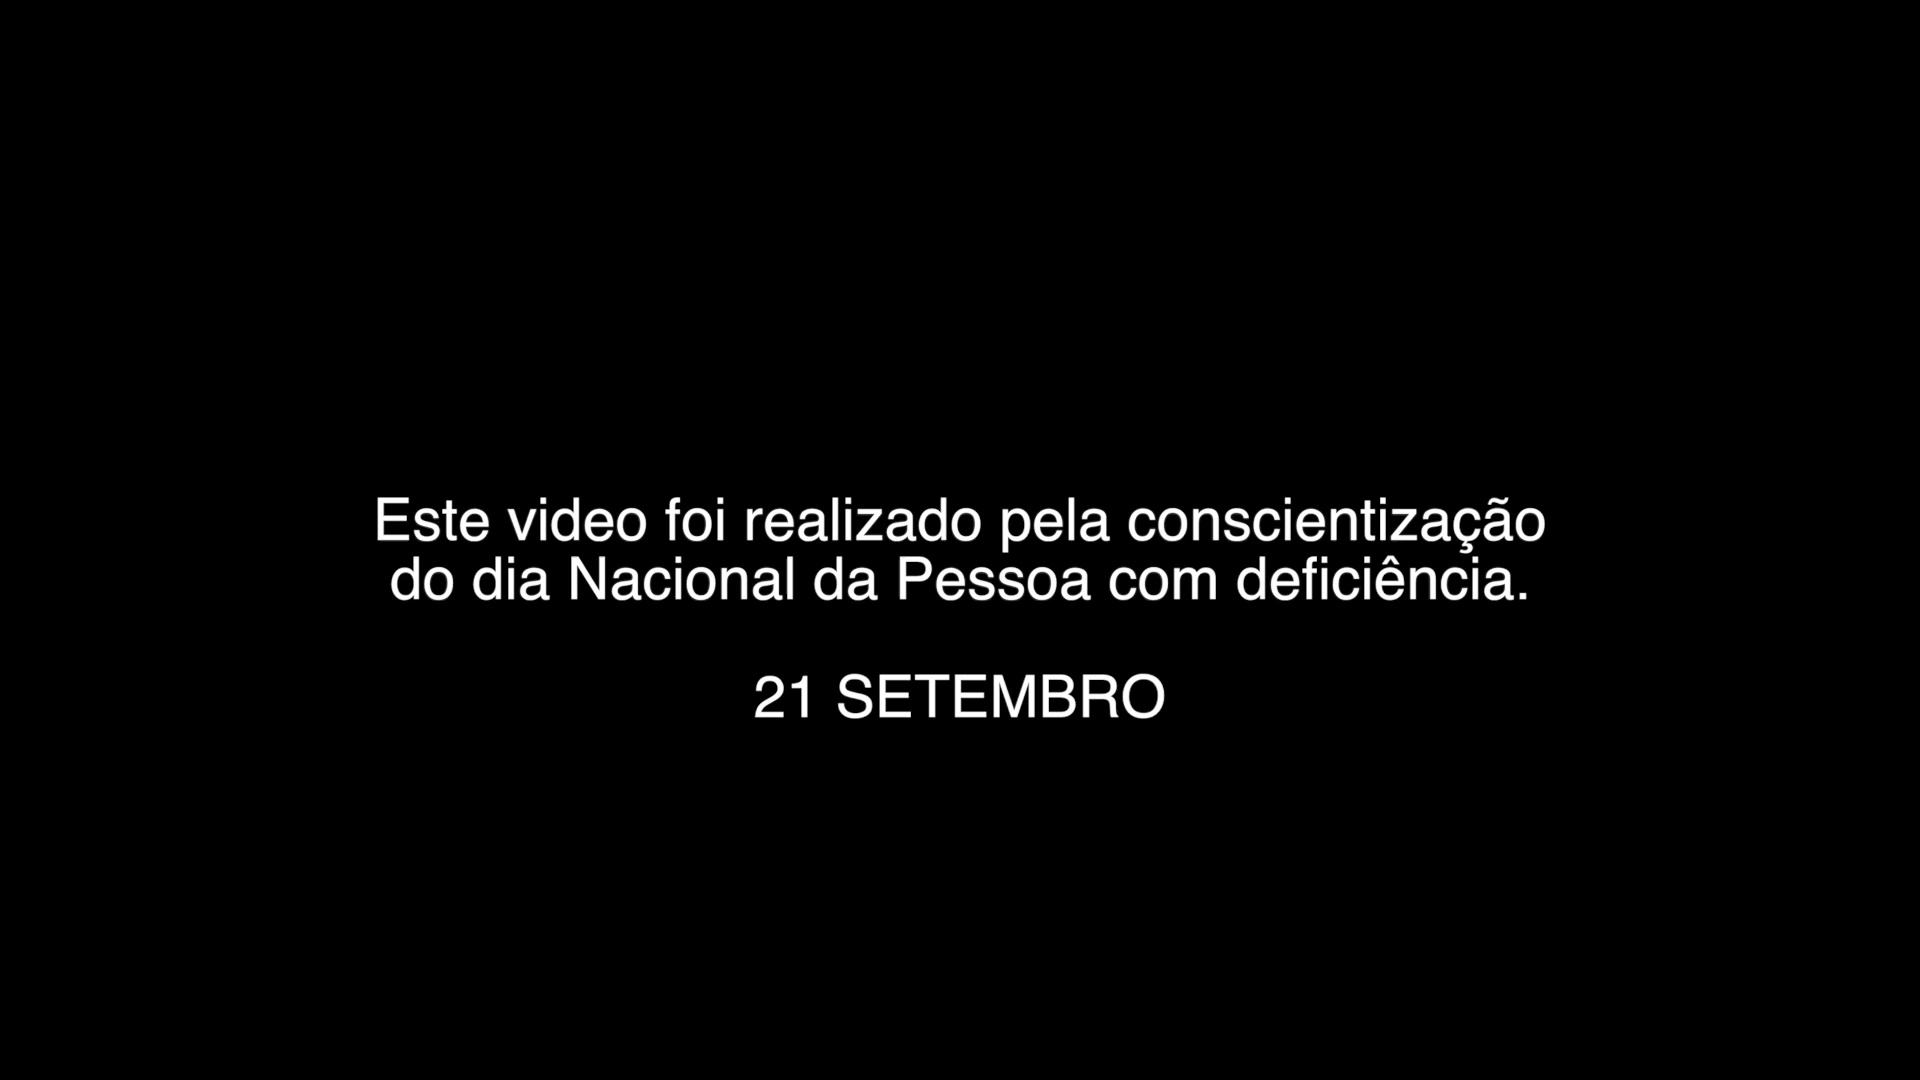 Este video foi realizado pela conscientização
do dia Nacional da Pessoa com deficiência.
21 SETEMBRO